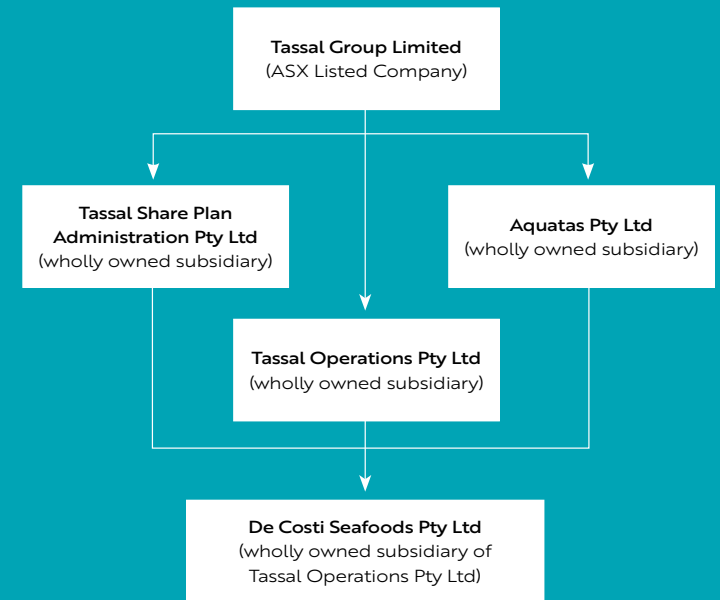 Tassal Group Limited
(ASX Listed Company)
Tassal Share Plan
Administration Pty Ltd
(wholly owned subsidiary)
Aquatas Pty Ltd
(wholly owned subsidiary)
Tassal Operations Pty Ltd
(wholly owned subsidiary)
De Costi Seafoods Pty Ltd
(wholly owned subsidiary of
Tassal Operations Pty Ltd)